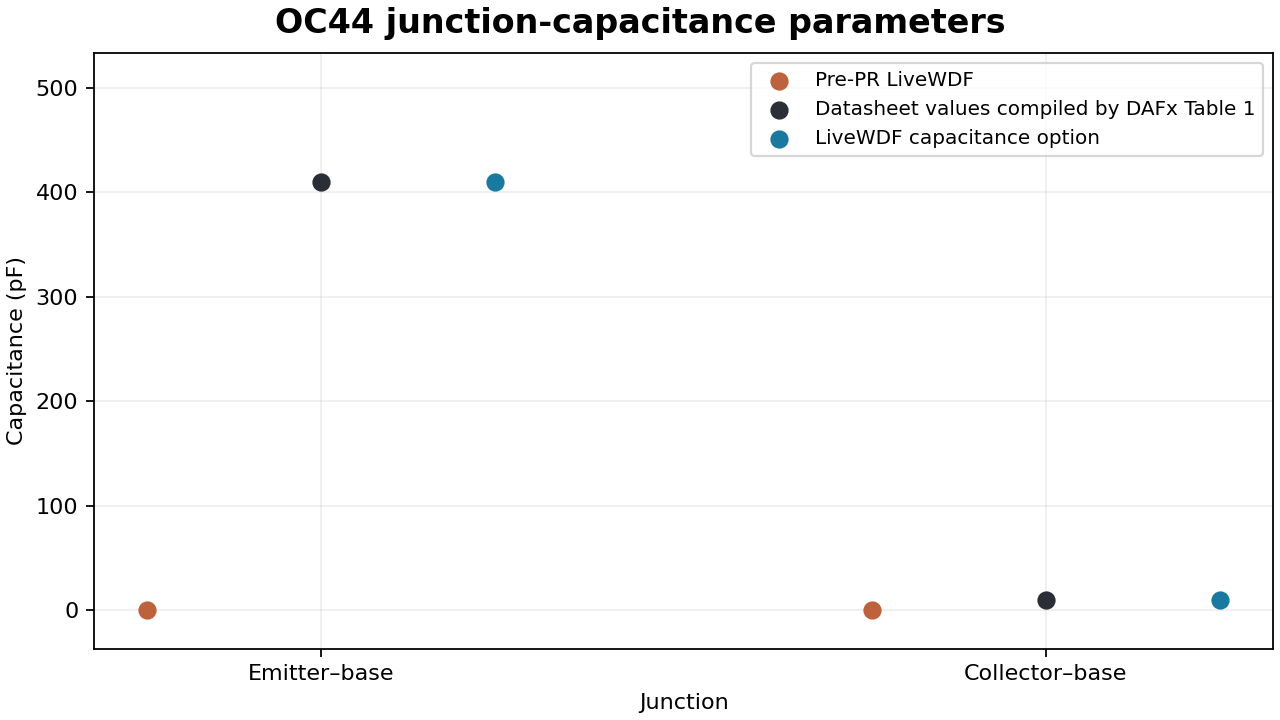 OC44 junction-capacitance parameters
Pre-PR LiveWDF
Datasheet values compiled by DAFx Table 1
LiveWDF capacitance option
Capacitance (pF)
500
400
300
200
100
0
Emitter–base
Collector–base
Junction